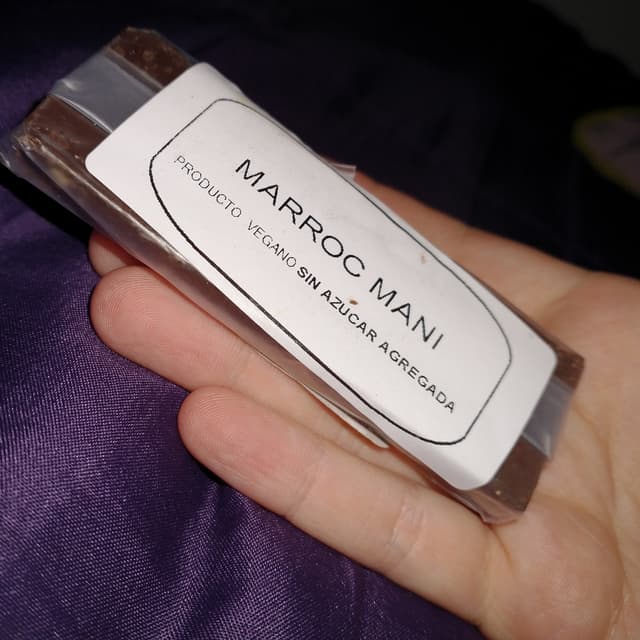 MARROC MANI
PRODUCTO VEGANO SIN AZUCAR AGREGADA